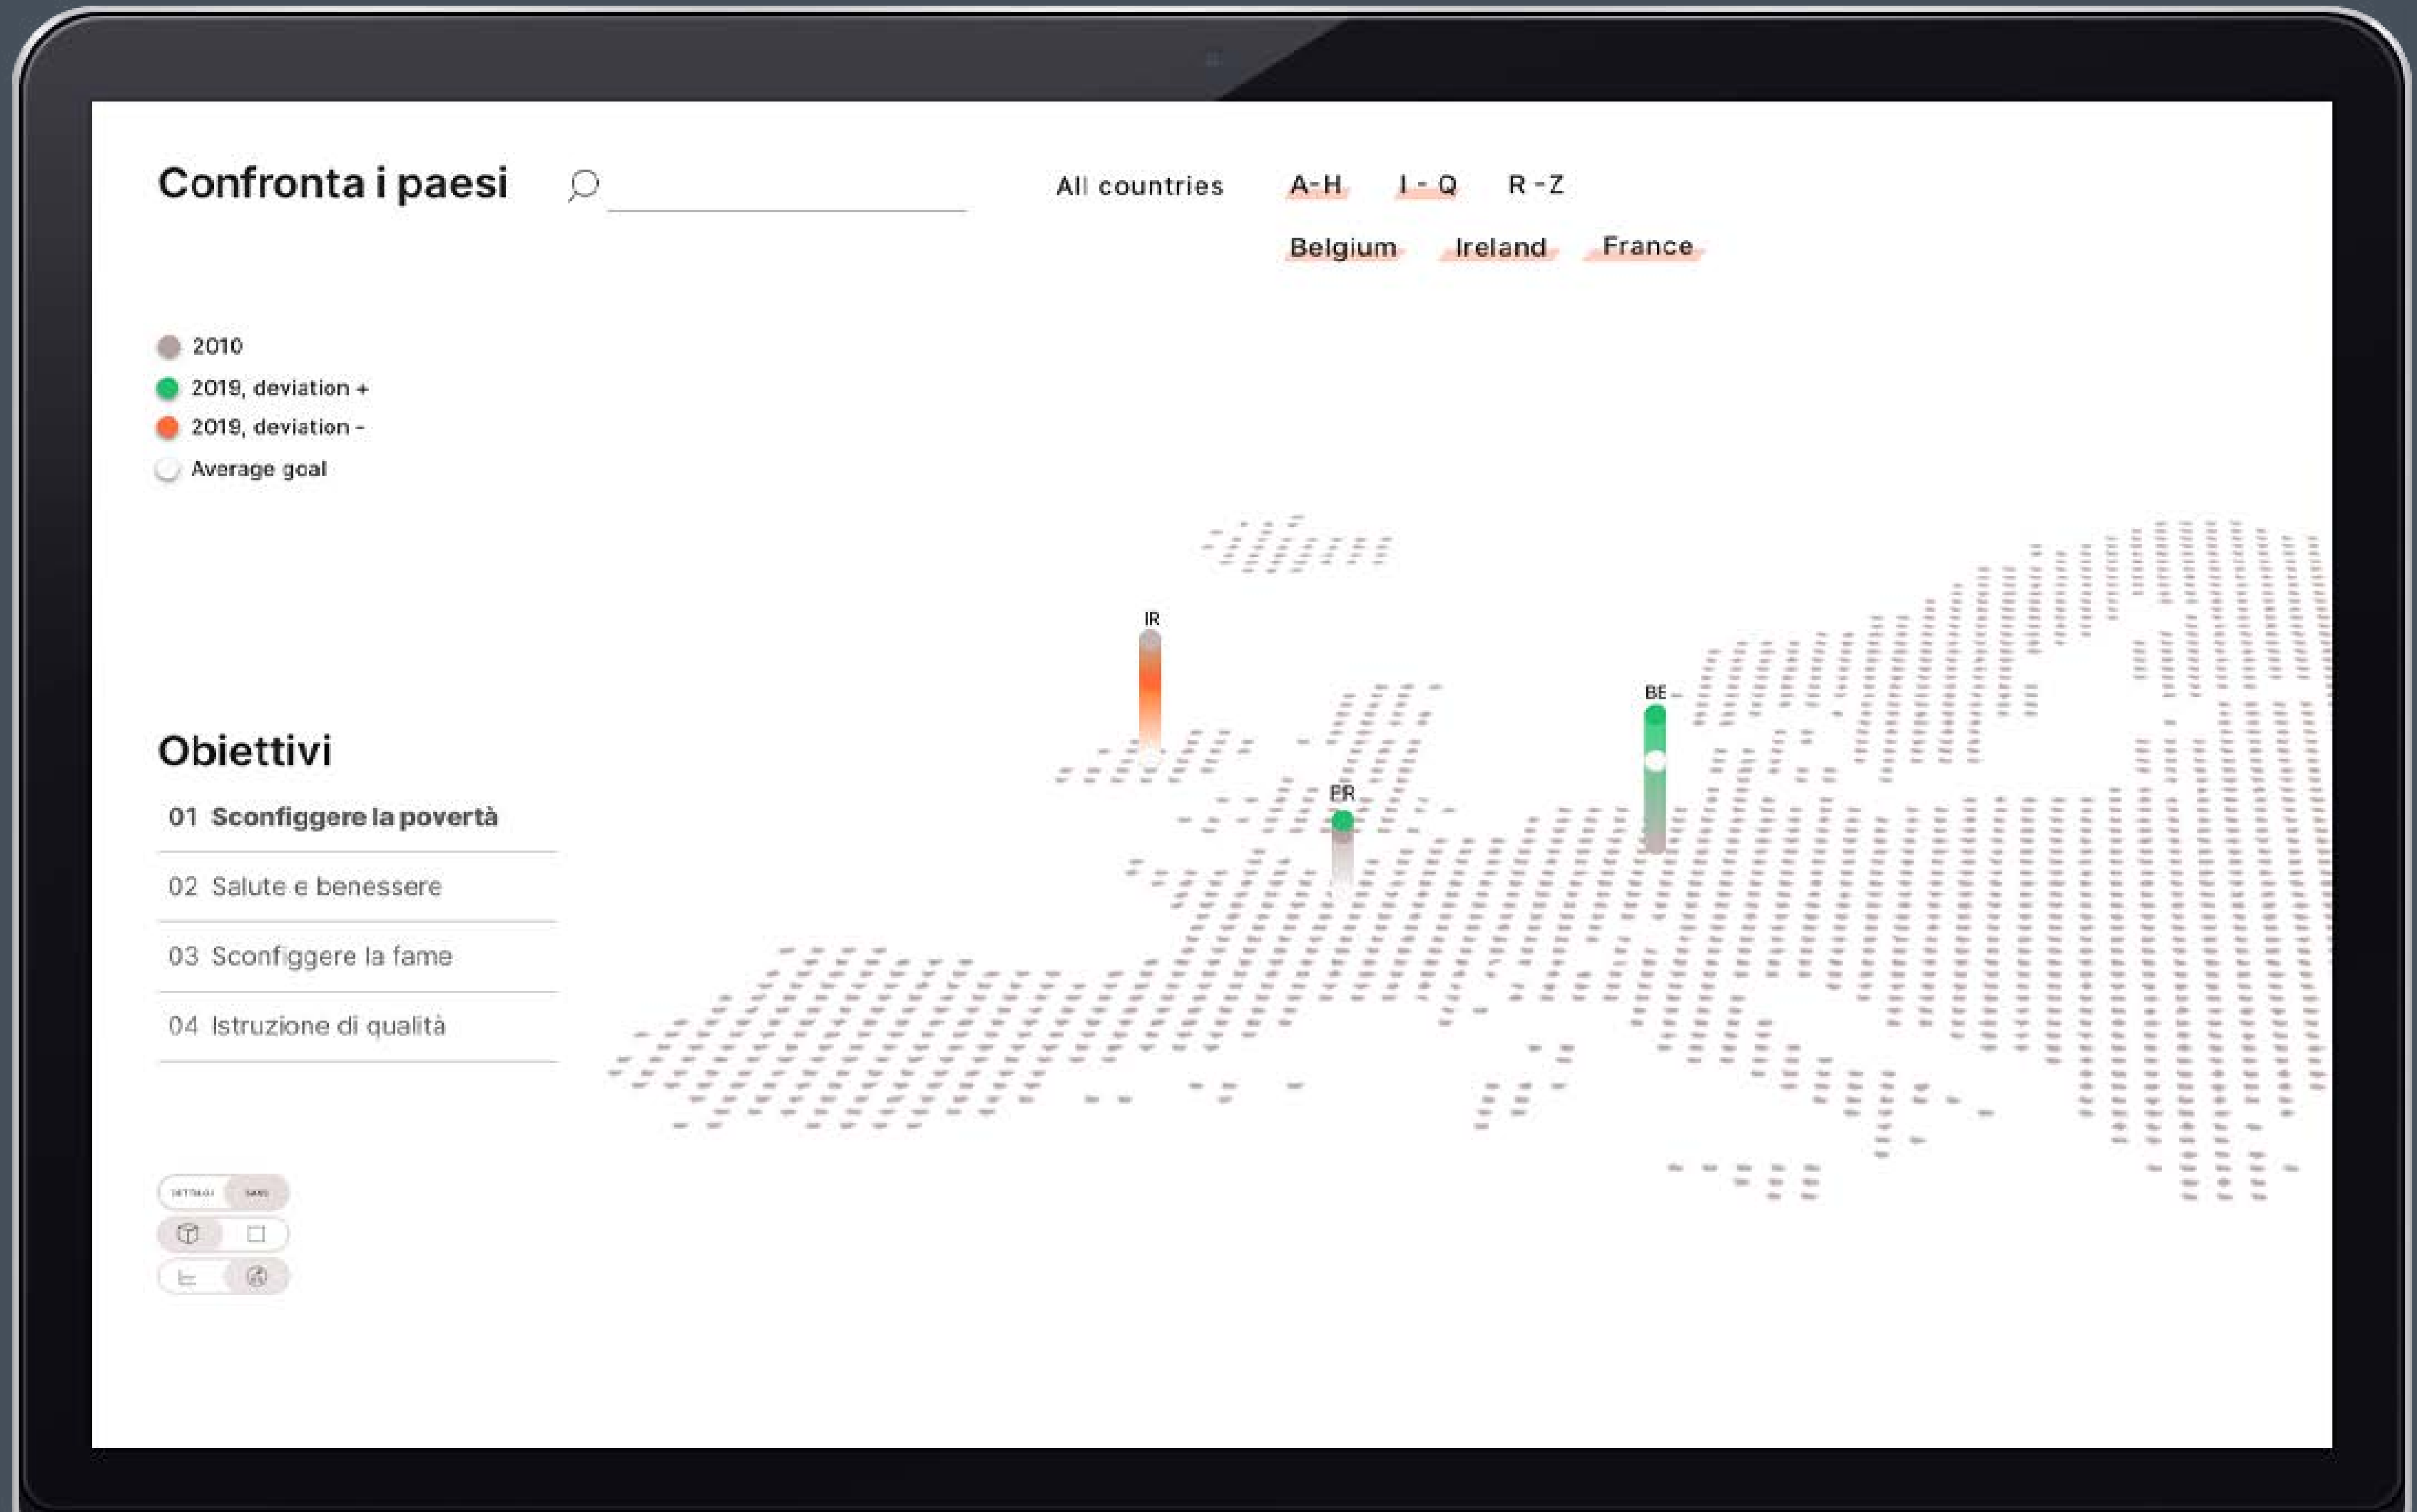 Confronta i paesi
All countries A-H I - Q R -Z
Belgium Ireland France
2010
2019, deviation +
2019, deviation -
Average goal
IR
BE
Obiettivi
01 Sconfiggere la povertà
02 Salute e benessere
03 Sconfiggere la fame
04 Istruzione di qualità